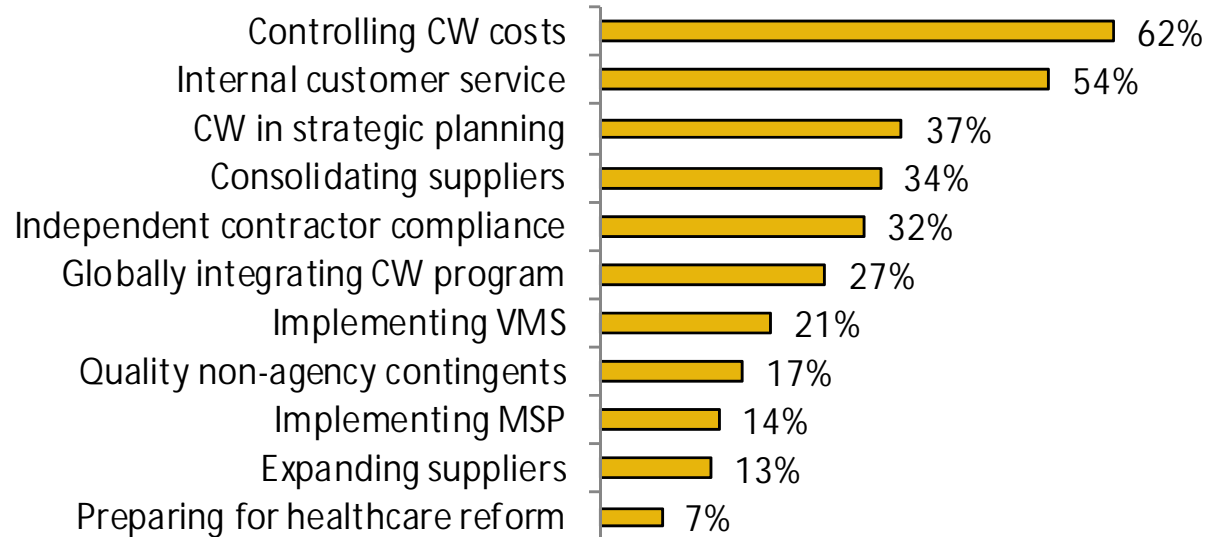 Controlling CW costs 62%
Internal customer service 54%
CW in strategic planning 37%
Consolidating suppliers 34%
Independent contractor compliance 32%
Globally integrating CW program 27%
Implementing VMS 21%
Quality non-agency contingents 17%
Implementing MSP 14%
Expanding suppliers 13%
Preparing for healthcare reform 7%